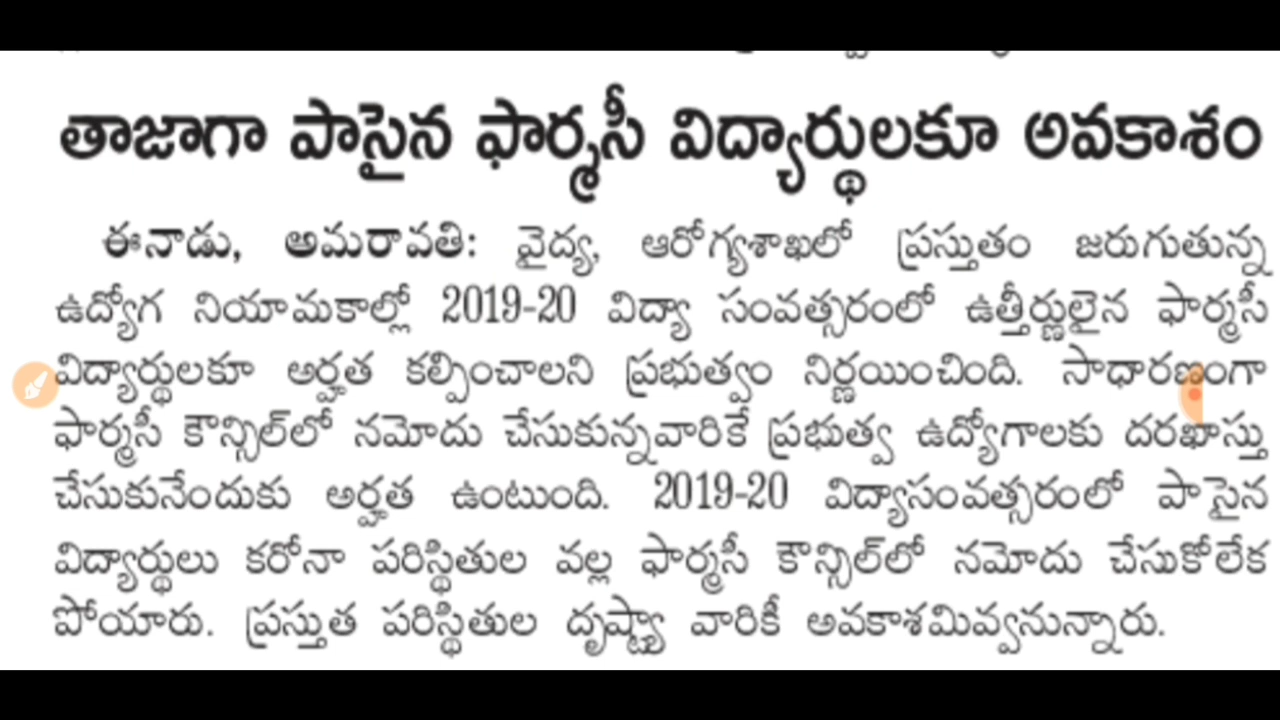 తాజాగా పాసైన ఫార్మసీ విద్యార్థులకూ అవకాశం
ఈనాడు, అమరావతి: వైద్య, ఆరోగ్యశాఖలో ప్రస్తుతం జరుగుతున్న
ఉద్యోగ నియామకాల్లో 2019-20 విద్యా సంవత్సరంలో ఉత్తీర్ణులైన ఫార్మసీ
విద్యార్థులకూ అర్హత కల్పించాలని ప్రభుత్వం నిర్ణయించింది. సాధారణంగా
ఫార్మసీ కౌన్సిల్‌లో నమోదు చేసుకున్నవారికే ప్రభుత్వ ఉద్యోగాలకు దరఖాస్తు
చేసుకునేందుకు అర్హత ఉంటుంది. 2019-20 విద్యాసంవత్సరంలో పాసైన
విద్యార్థులు కరోనా పరిస్థితుల వల్ల ఫార్మసీ కౌన్సిల్‌లో నమోదు చేసుకోలేక
పోయారు. ప్రస్తుత పరిస్థితుల దృష్ట్యా వారికీ అవకాశమివ్వనున్నారు.